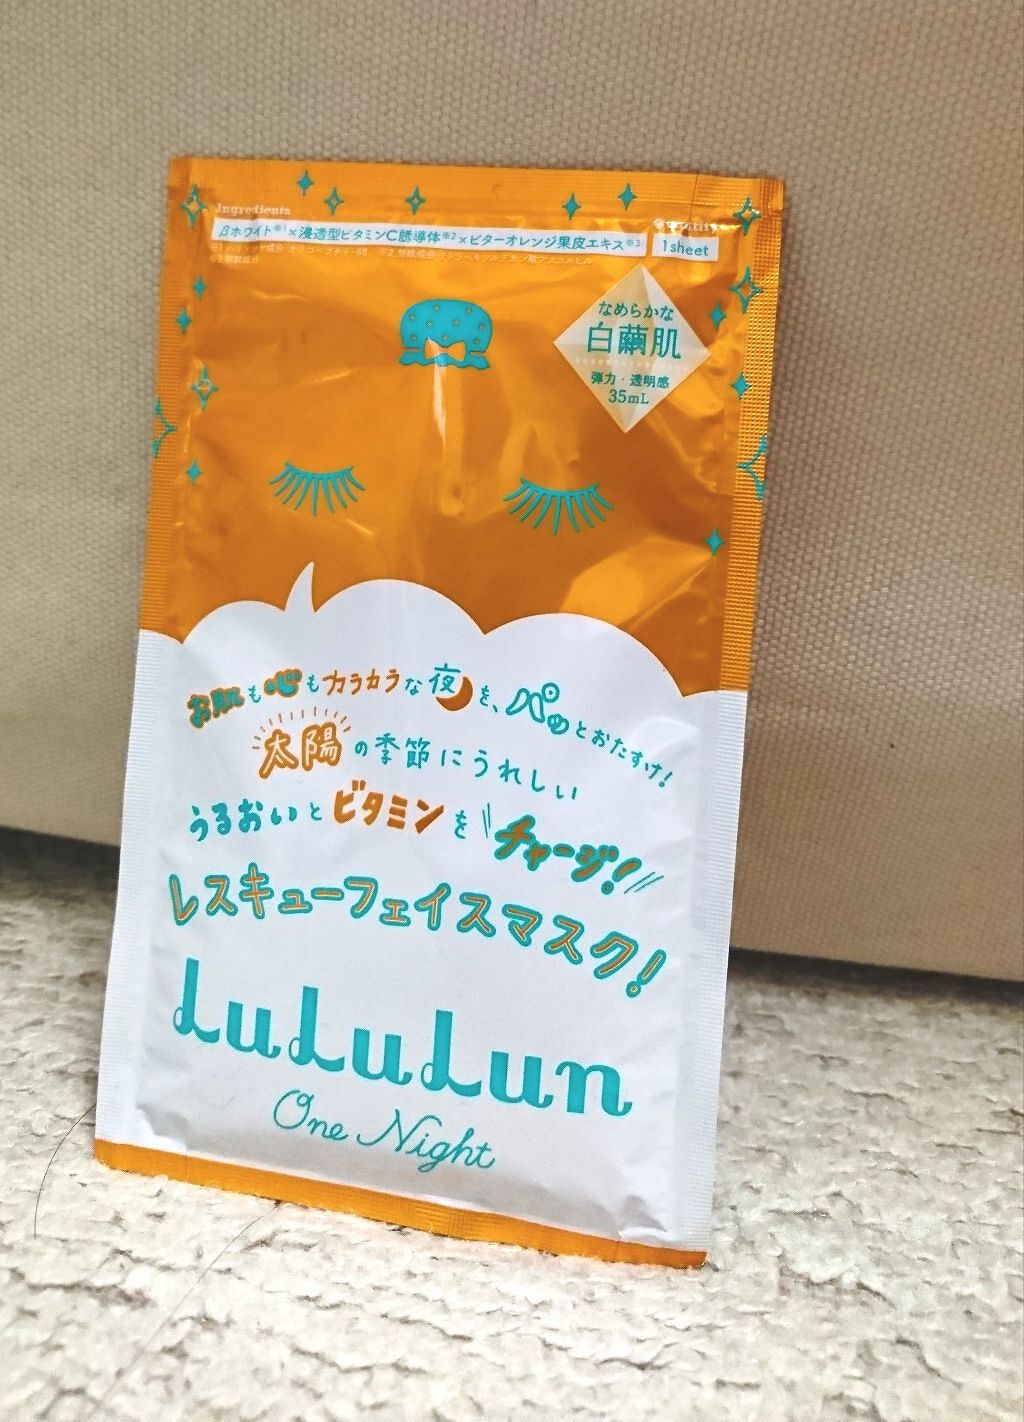 Ingredients
βホワイト※1×浸透型ビタミンC誘導体※2×ビターオレンジ果皮エキス※3
Quantity
1sheet
なめらかな
白繭肌
弾力・透明感
35mL
お肌も心もカラカラな夜を、パッとおたすけ!
太陽の季節にうれしい
うるおいとビタミンをチャージ!
レスキューフェイスマスク!
LuLuLun
One Night